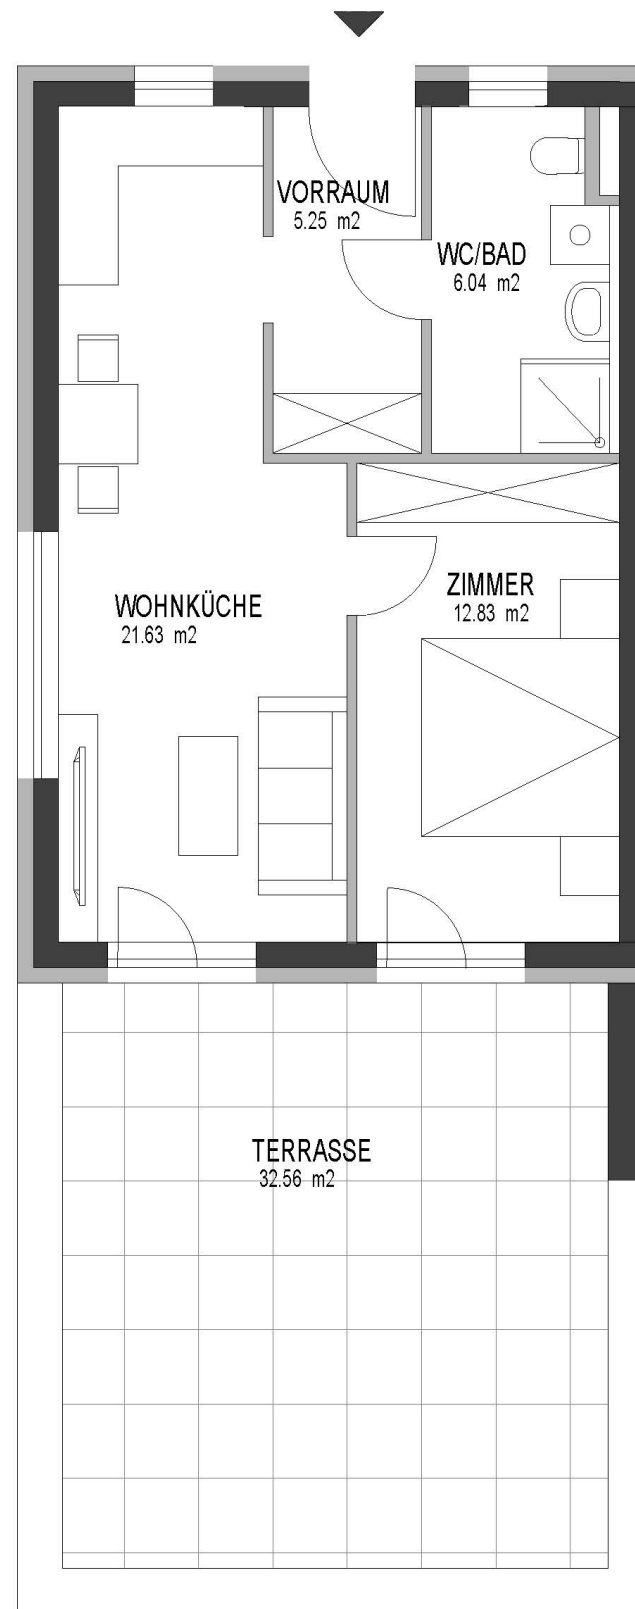 VORRAUM
5.25 m2
WC/BAD
6.04 m2
WOHNKÜCHE
21.63 m2
ZIMMER
12.83 m2
TERRASSE
32.56 m2